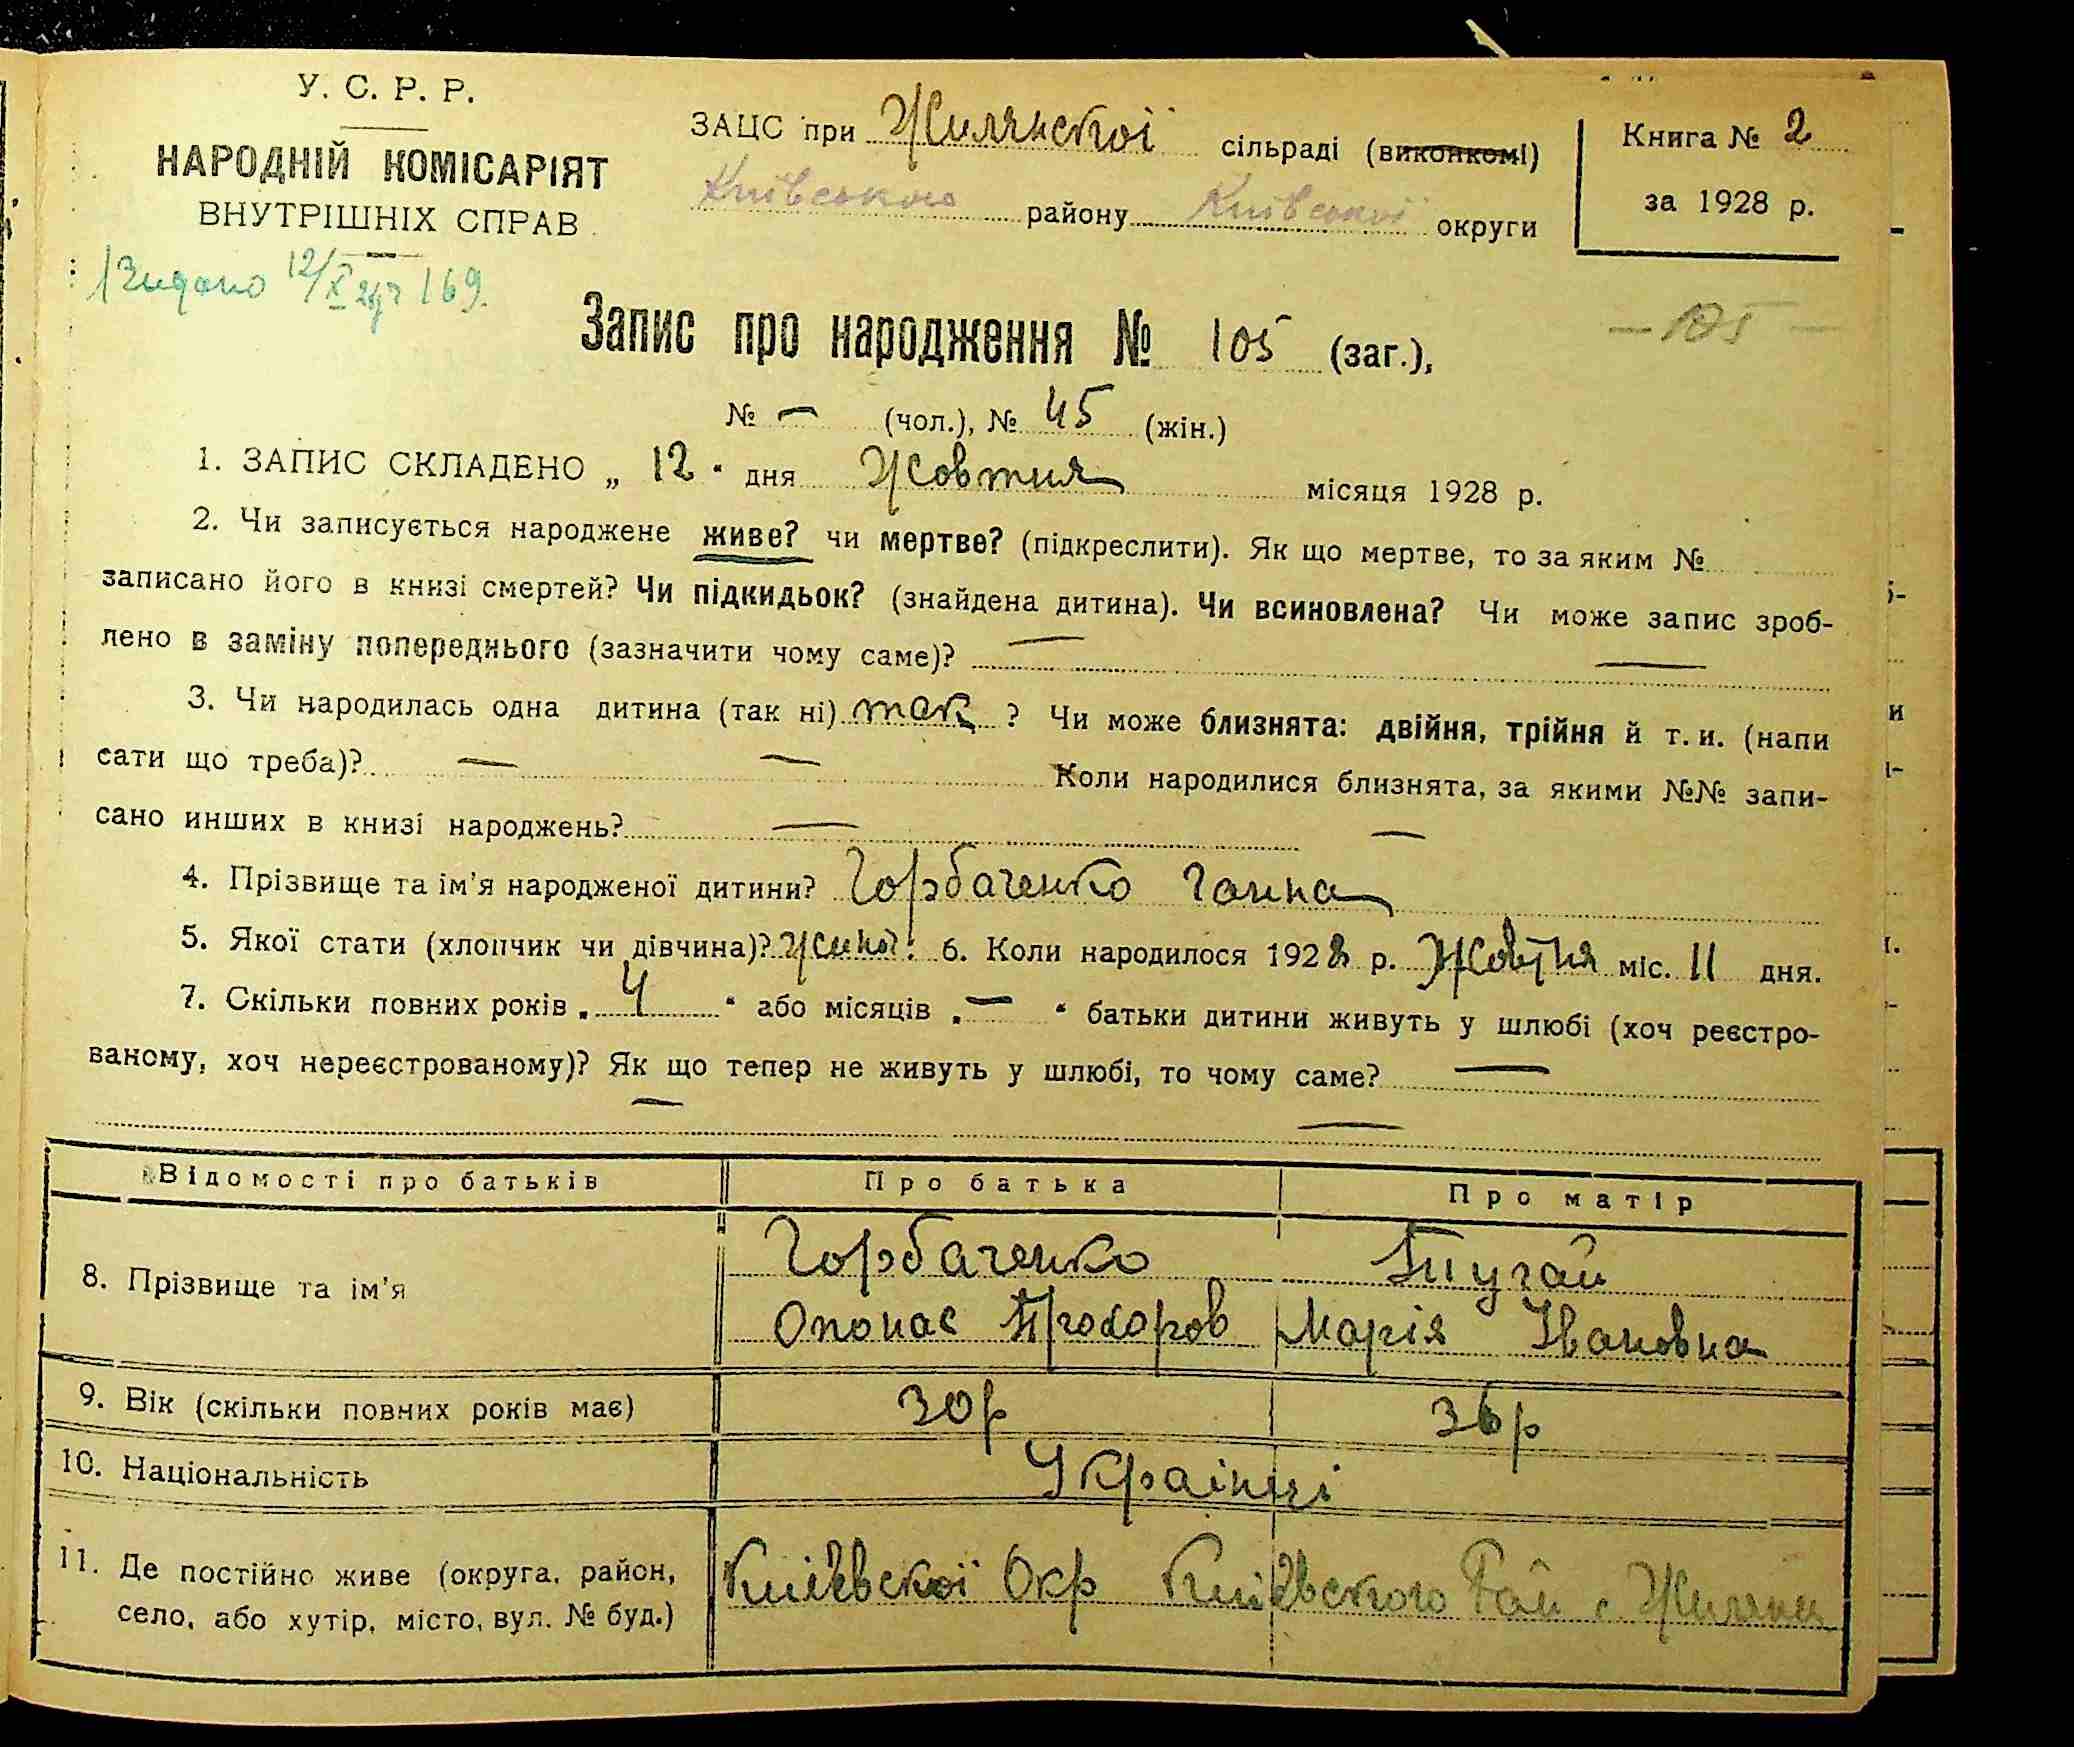 У. С. Р. Р.
НАРОДНІЙ КОМІСАРІЯТ
ВНУТРІШНІХ СПРАВ
ЗАЦС при Жилянскої сільраді (виконкомі)
Київського району Київської округи
Книга № 2
за 1928 р.
12/X 169.
Запис про народження № 105 (заг.),
— 105 —
№ — (чол.), № 45 (жін.)
1. ЗАПИС СКЛАДЕНО „ 12 “ дня Жовтня місяця 1928 р.
2. Чи записується народжене живе? чи мертве? (підкреслити). Як що мертве, то за яким №
записано його в книзі смертей? Чи підкидьок? (знайдена дитина). Чи всиновлена? Чи може запис зроб-
лено в заміну попереднього (зазначити чому саме)? — —
3. Чи народилась одна дитина (так ні) так ? Чи може близнята: двійня, трійня й т. и. (напи
сати що треба)? — — Коли народилися близнята, за якими №№ запи-
сано инших в книзі народжень? — —
4. Прізвище та ім'я народженої дитини? Горбаченко Ганна
5. Якої стати (хлопчик чи дівчина)? Жиної. 6. Коли народилося 1928 р. Жовтня міс. 11 дня.
7. Скільки повних років „ 4 “ або місяців „ — “ батьки дитини живуть у шлюбі (хоч реєстро-
ваному, хоч нереєстрованому)? Як що тепер не живуть у шлюбі, то чому саме? —
— —
Відомості про батьків Про батька Про матір
8. Прізвище та ім'я Горбаченко Тугай
Опонас Прохоров Марія Івановна
9. Вік (скільки повних років має) 30р 36р
10. Національність Українці
11. Де постійно живе (округа, район,
село, або хутір, місто, вул. № буд.)
Київскої Окр Київского Рай с. Жиляни